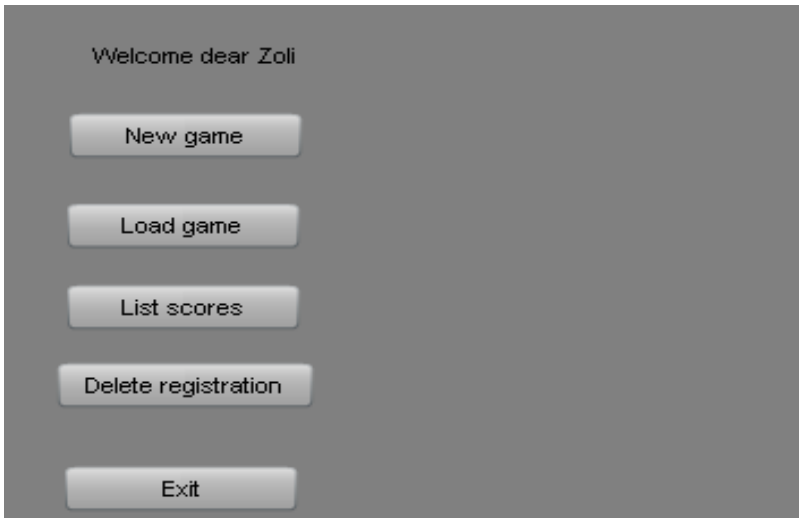 Welcome dear Zoli
New game
Load game
List scores
Delete registration
Exit